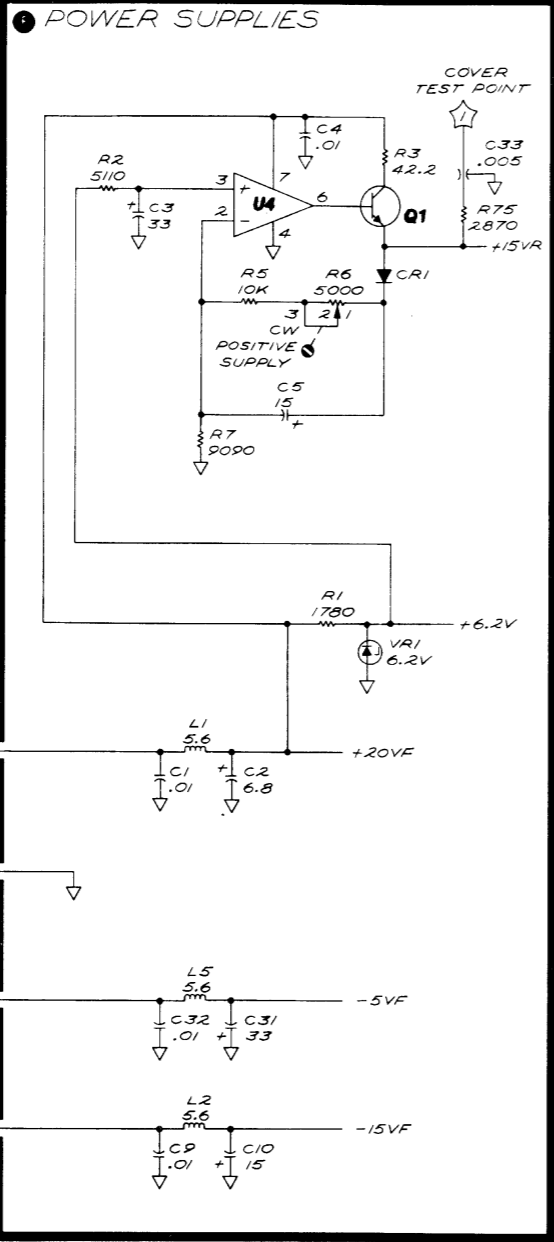 POWER SUPPLIES
COVER
TEST POINT
1
C4
.01
R2
5110
3
+
7
U4
6
R3
42.2
C33
.005
+
C3
33
2
-
4
Q1
R75
2870
+15VR
CR1
R5
10K
R6
5000
3 2 1
CW
POSITIVE
SUPPLY
C5
15
+
R7
9090
R1
1780
+6.2V
VR1
6.2V
L1
5.6
+20VF
C1
.01
+
C2
6.8
L5
5.6
-5VF
C32
.01
+
C31
33
L2
5.6
-15VF
C9
.01
+
C10
15